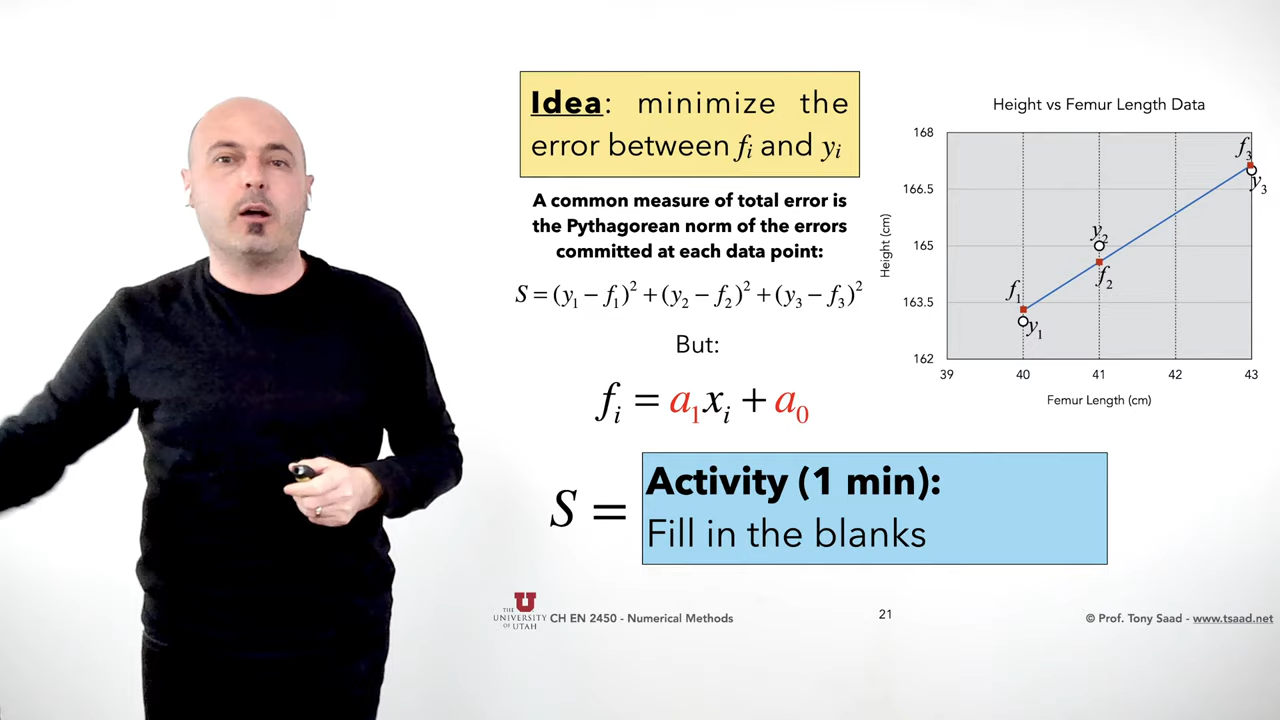 Idea: minimize the
error between fᵢ and yᵢ
A common measure of total error is
the Pythagorean norm of the errors
committed at each data point:
S = (y₁ − f₁)² + (y₂ − f₂)² + (y₃ − f₃)²
But:
fᵢ = a₁xᵢ + a₀
S =
Activity (1 min):
Fill in the blanks
Height vs Femur Length Data
168
166.5
165
163.5
162
Height (cm)
f₁
y₁
y₂
f₂
f₃
y₃
39 40 41 42 43
Femur Length (cm)
THE
UNIVERSITY
OF UTAH
U
CH EN 2450 - Numerical Methods
21
© Prof. Tony Saad - www.tsaad.net